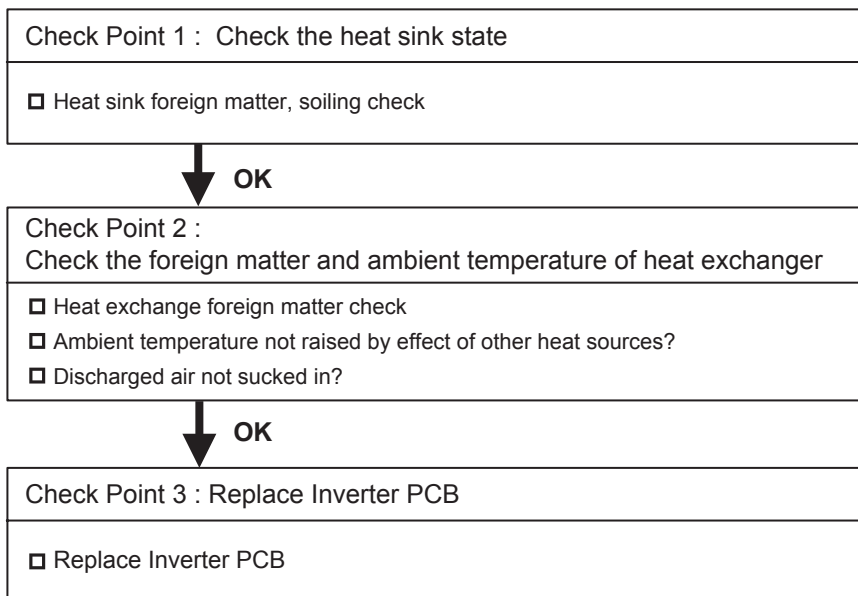 Check Point 1 : Check the heat sink state
Heat sink foreign matter, soiling check
OK
Check Point 2 :
Check the foreign matter and ambient temperature of heat exchanger
Heat exchange foreign matter check
Ambient temperature not raised by effect of other heat sources?
Discharged air not sucked in?
OK
Check Point 3 : Replace Inverter PCB
Replace Inverter PCB